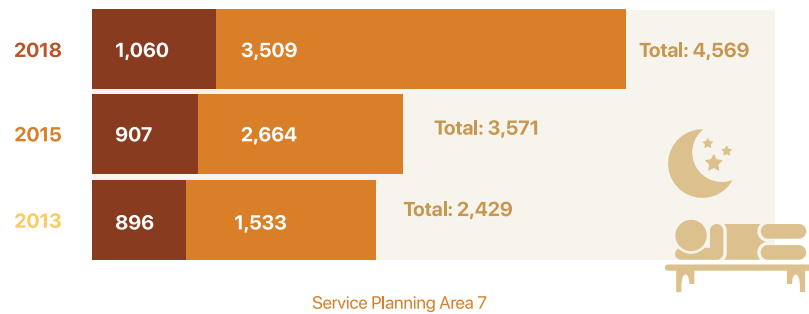 2018 1,060 3,509 Total: 4,569
2015 907 2,664 Total: 3,571
2013 896 1,533 Total: 2,429
Service Planning Area 7